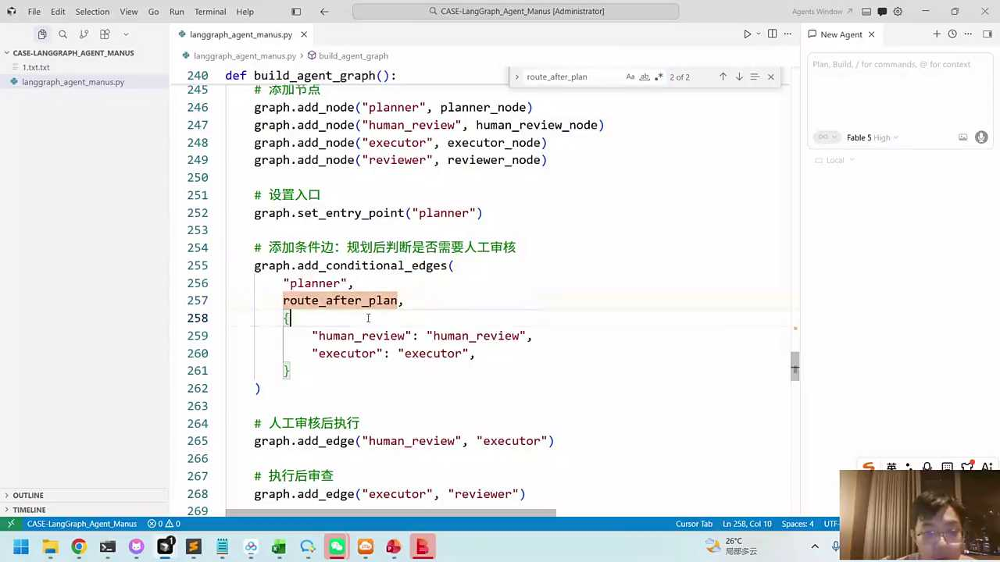 File Edit Selection View Go Run Terminal Help
CASE-LangGraph_Agent_Manus [Administrator]
Agents Window
langgraph_agent_manus.py
New Agent
CASE-LANGGRAPH_AGENT_MANUS
1.txt.txt
langgraph_agent_manus.py
langgraph_agent_manus.py > build_agent_graph
route_after_plan
Aa ab .* 2 of 2
Plan, Build, / for commands, @ for context
Fable 5 High
Local
240 def build_agent_graph():
245 # 添加节点
246 graph.add_node("planner", planner_node)
247 graph.add_node("human_review", human_review_node)
248 graph.add_node("executor", executor_node)
249 graph.add_node("reviewer", reviewer_node)
250
251 # 设置入口
252 graph.set_entry_point("planner")
253
254 # 添加条件边: 规划后判断是否需要人工审核
255 graph.add_conditional_edges(
256 "planner",
257 route_after_plan,
258 {
259 "human_review": "human_review",
260 "executor": "executor",
261 }
262 )
263
264 # 人工审核后执行
265 graph.add_edge("human_review", "executor")
266
267 # 执行后审查
268 graph.add_edge("executor", "reviewer")
269
OUTLINE
TIMELINE
英
CASE-LangGraph_Agent_Manus 0 0
Cursor Tab Ln 258, Col 10 Spaces: 4 UTF-
26°C
局部多云